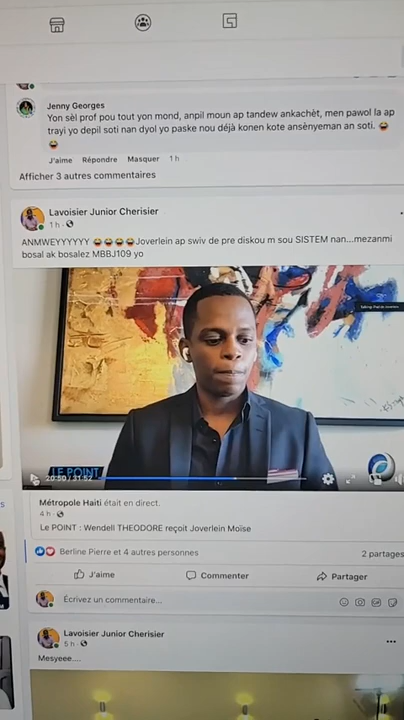 Jenny Georges
Yon sèl prof pou tout yon mond, anpil moun ap tandew ankachèt, men pawol la ap
trayi yo depil soti nan dyol yo paske nou déjà konen kote ansènyeman an soti. 😂
😂
J'aime Répondre Masquer 1 h
Afficher 3 autres commentaires
Lavoisier Junior Cherisier
1 h
ANMWEYYYYYY 😂😂😂😂Joverlein ap swiv de pre diskou m sou SISTEM nan...mezanmi
bosal ak bosalez MBBJ109 yo
LE POINT
20:50 / 31:52
Métropole Haiti était en direct.
4 h
Le POINT : Wendell THEODORE reçoit Joverlein Moïse
Berline Pierre et 4 autres personnes 2 partages
J'aime Commenter Partager
Écrivez un commentaire...
GIF
Lavoisier Junior Cherisier
5 h
Mesyeee....